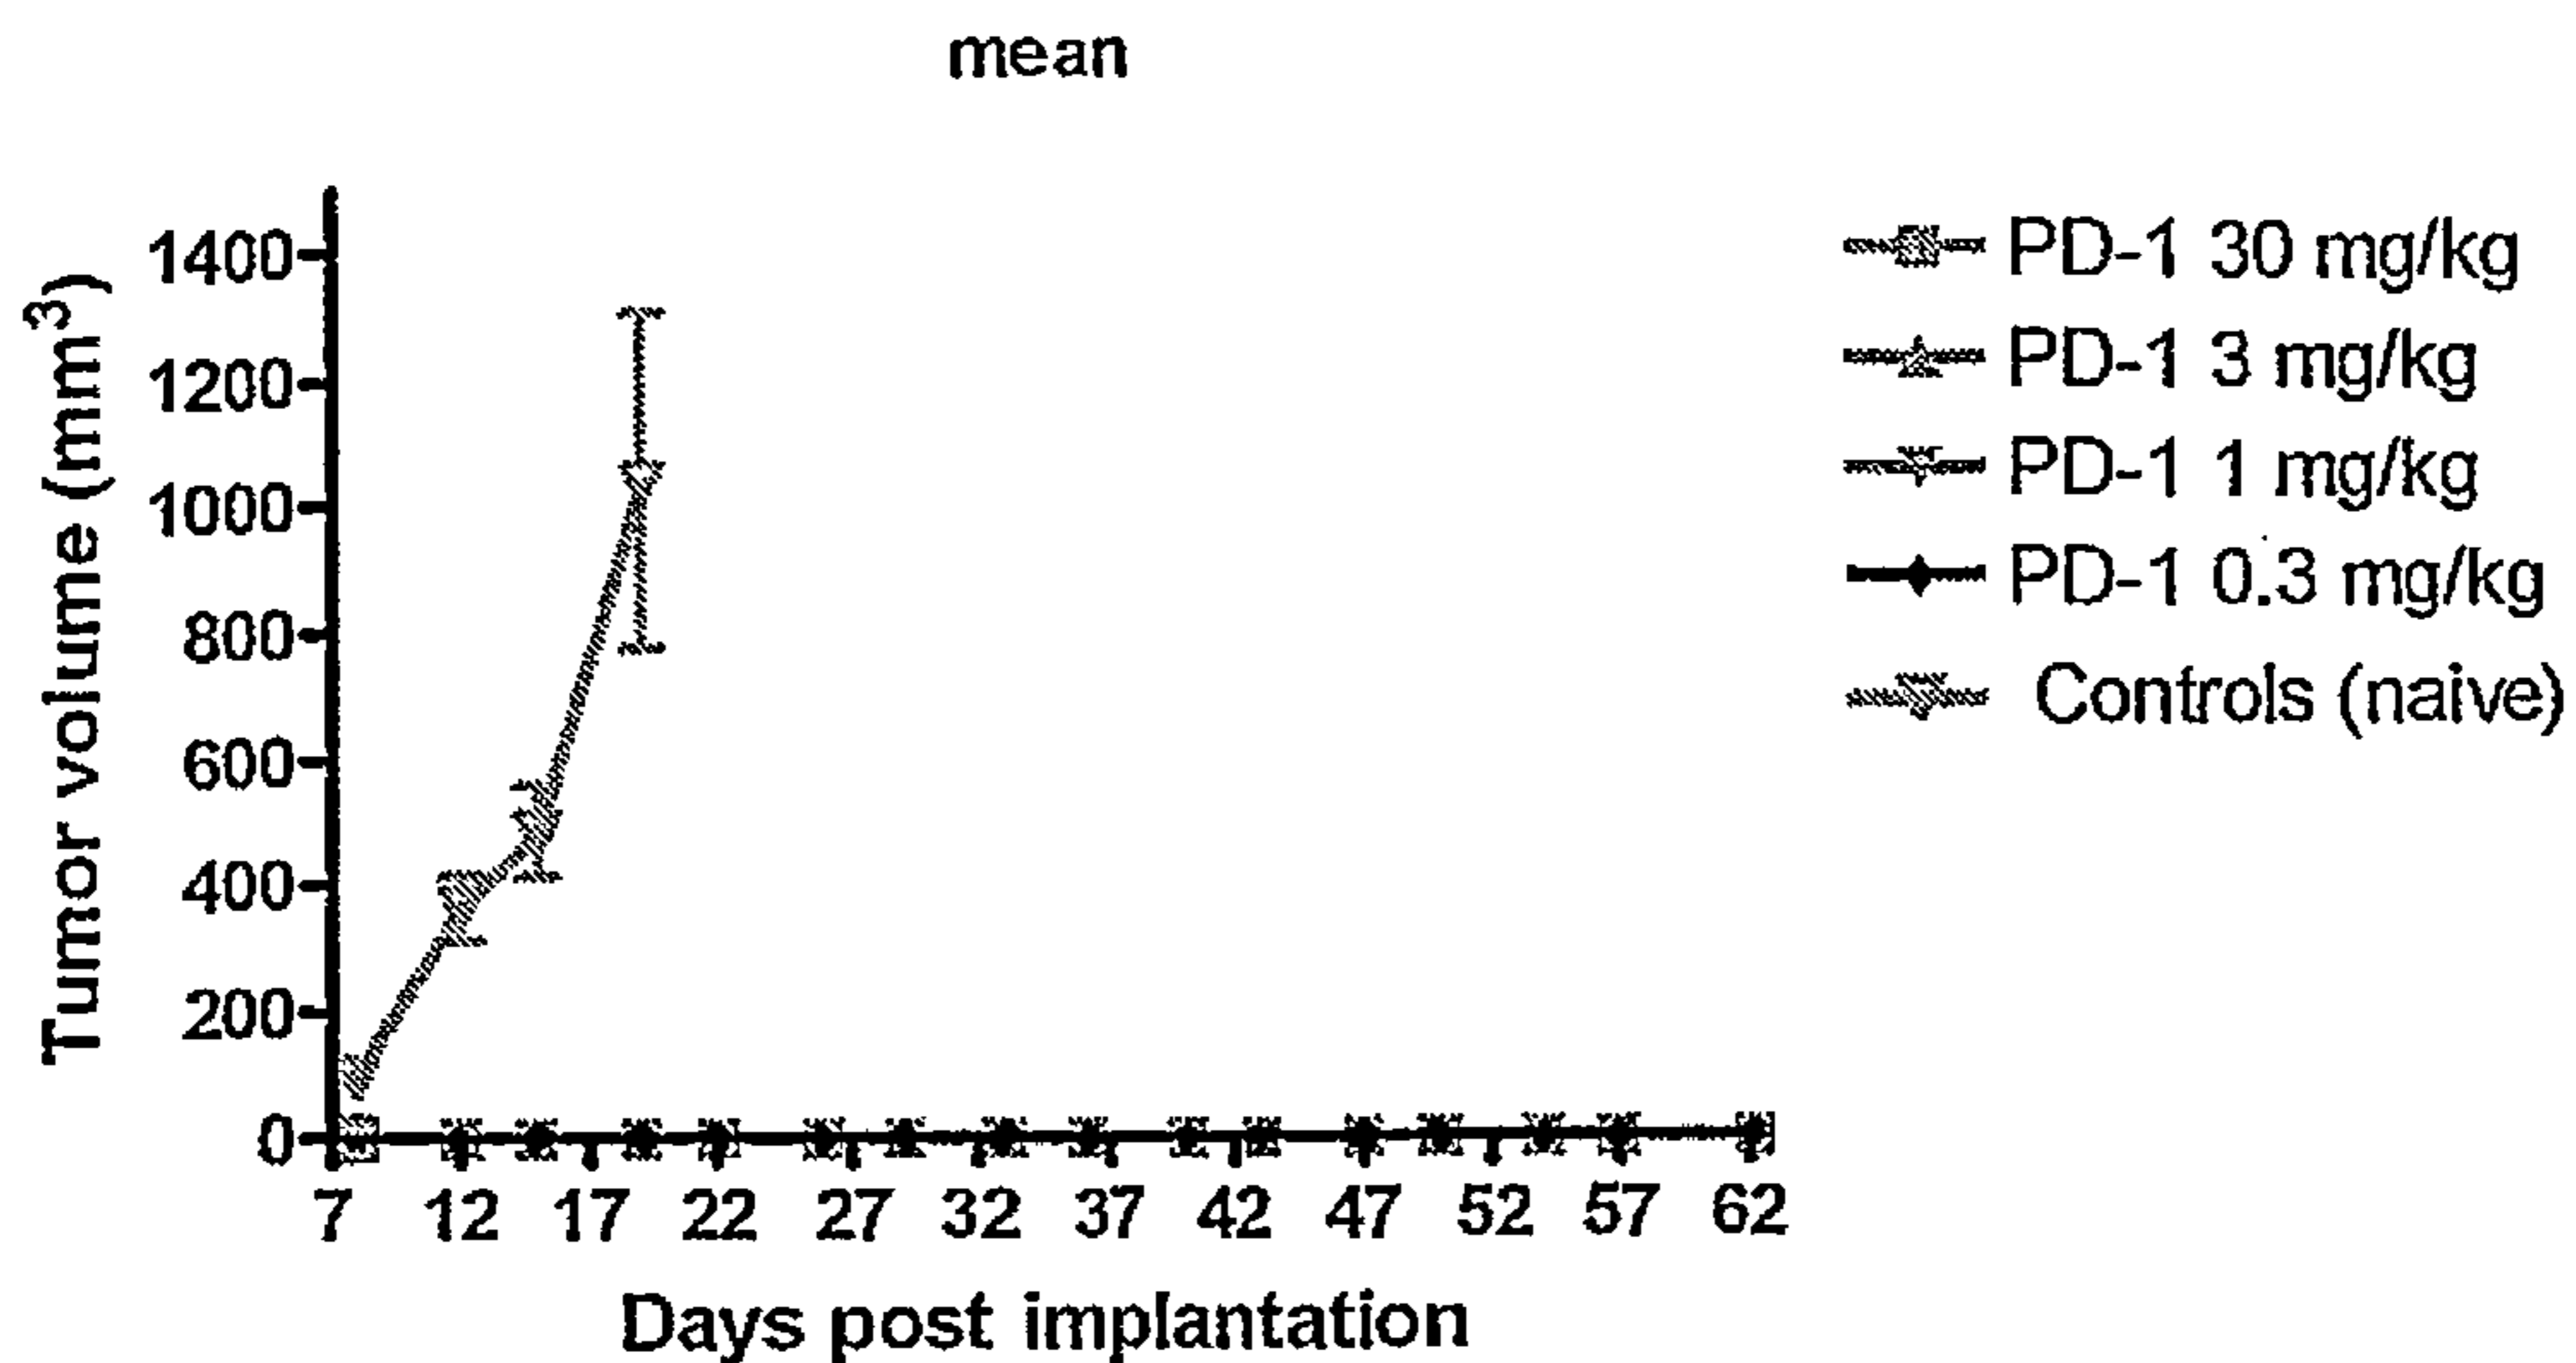 mean
Tumor volume (mm³)
1400
1200
1000
800
600
400
200
0
7 12 17 22 27 32 37 42 47 52 57 62
Days post implantation
PD-1 30 mg/kg
PD-1 3 mg/kg
PD-1 1 mg/kg
PD-1 0.3 mg/kg
Controls (naive)